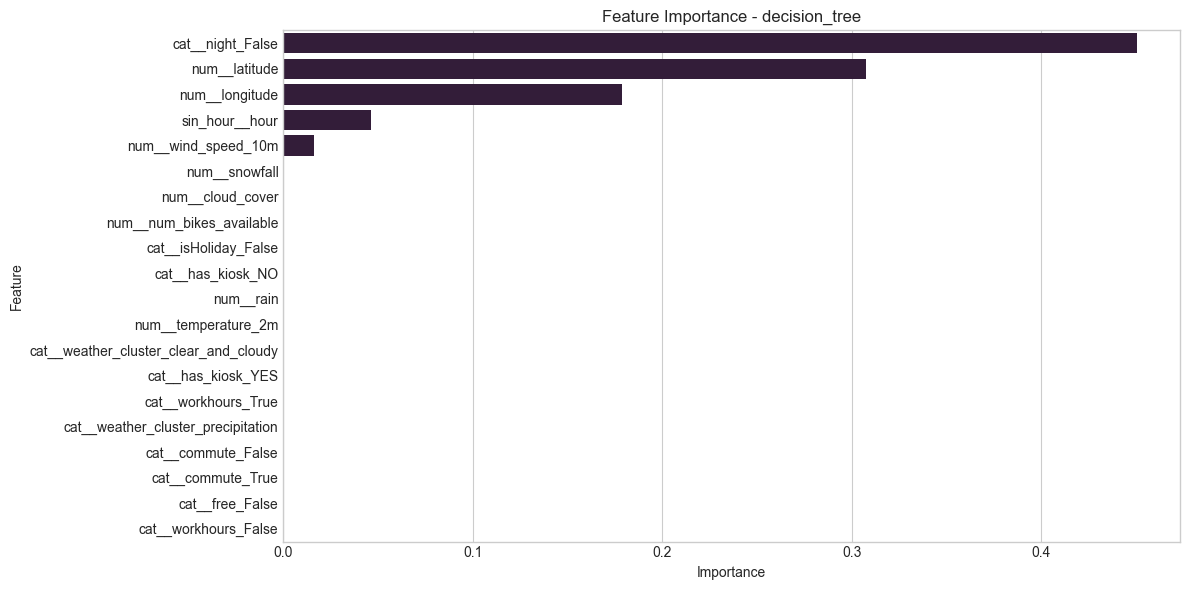 Feature Importance - decision_tree
Feature
cat__night_False
num__latitude
num__longitude
sin_hour__hour
num__wind_speed_10m
num__snowfall
num__cloud_cover
num__num_bikes_available
cat__isHoliday_False
cat__has_kiosk_NO
num__rain
num__temperature_2m
cat__weather_cluster_clear_and_cloudy
cat__has_kiosk_YES
cat__workhours_True
cat__weather_cluster_precipitation
cat__commute_False
cat__commute_True
cat__free_False
cat__workhours_False
0.0 0.1 0.2 0.3 0.4
Importance